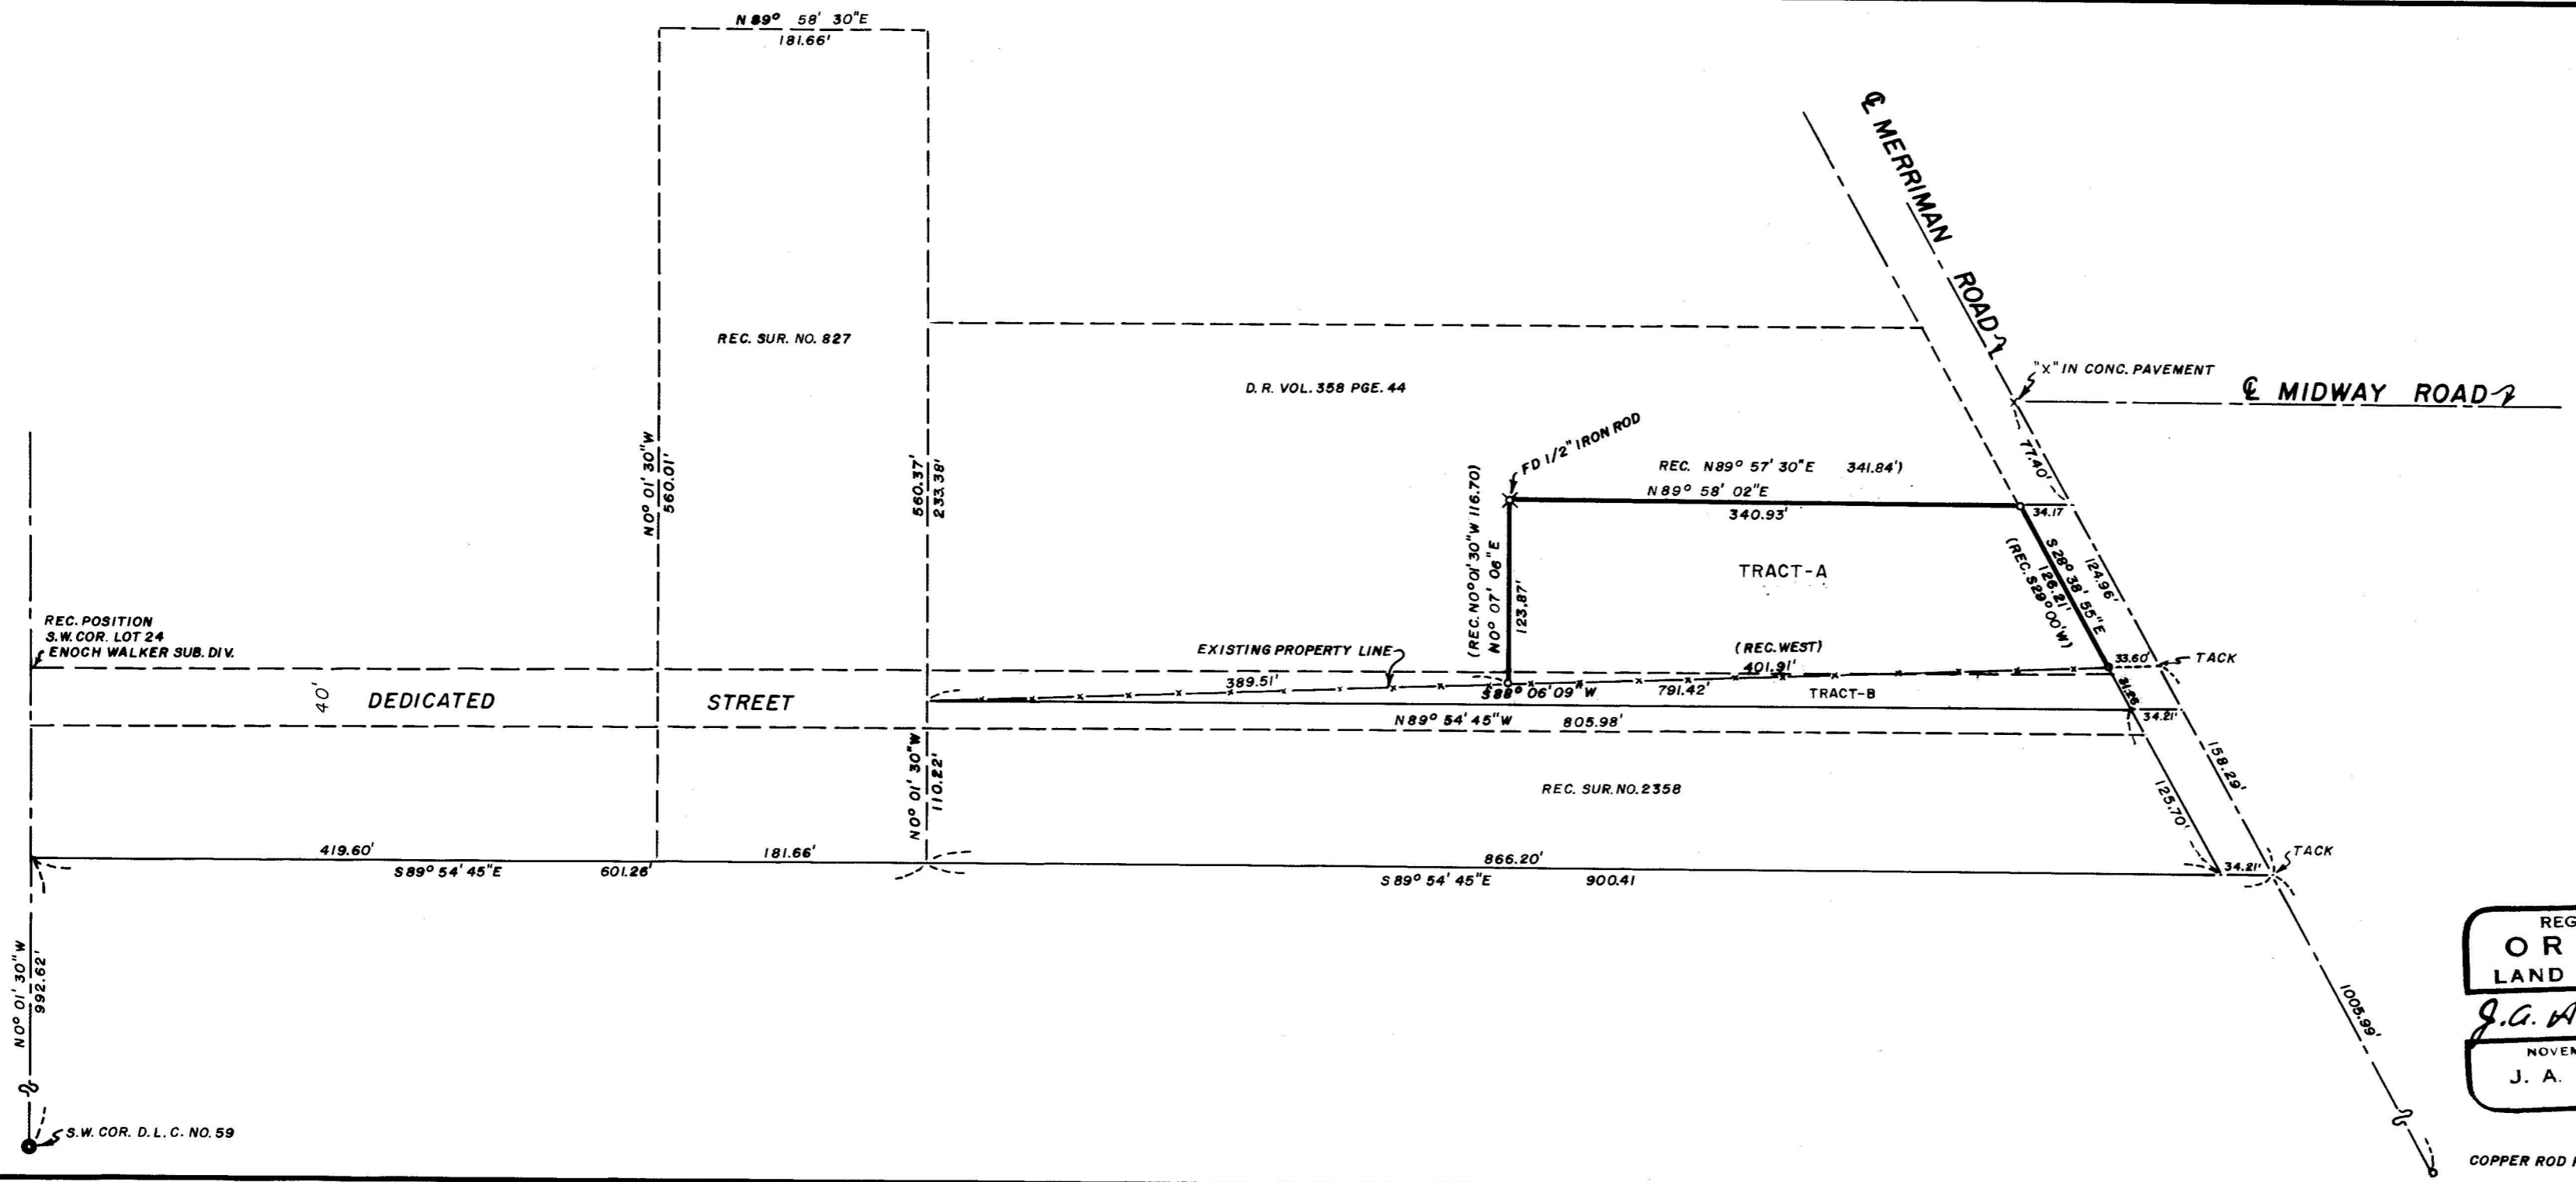 N 89° 58' 30"E
181.66'
REC. SUR. NO. 827
N 0° 01' 30"W
560.01'
560.37'
233.38'
D. R. VOL. 358 PGE. 44
℄ MERRIMAN ROAD
"X" IN CONC. PAVEMENT
℄ MIDWAY ROAD
77.40'
FD 1/2" IRON ROD
REC. N89° 57' 30"E 341.84')
N 89° 58' 02"E
340.93'
34.17
(REC. N0° 01' 30"W 116.70)
N0° 07' 06"E
123.87'
TRACT-A
S 28° 38' 55"E
126.21'
(REC. S29° 00' W)
124.96'
REC. POSITION
S.W. COR. LOT 24
ENOCH WALKER SUB. DIV.
EXISTING PROPERTY LINE
(REC. WEST)
401.91'
33.60'
TACK
40'
DEDICATED STREET
389.51'
S88° 06' 09"W 791.42'
TRACT-B
31.26
34.21'
N89° 54' 45"W 805.98'
N0° 01' 30"W
110.22'
REC. SUR. NO. 2358
125.70'
158.29'
419.60'
181.66'
866.20'
34.21'
TACK
S89° 54' 45"E 601.26'
S 89° 54' 45"E 900.41
N0° 01' 30"W
992.62'
1005.99'
S.W. COR. D. L. C. NO. 59
REG
O R
LAND
J. A. A
NOVEM
J. A.
COPPER ROD